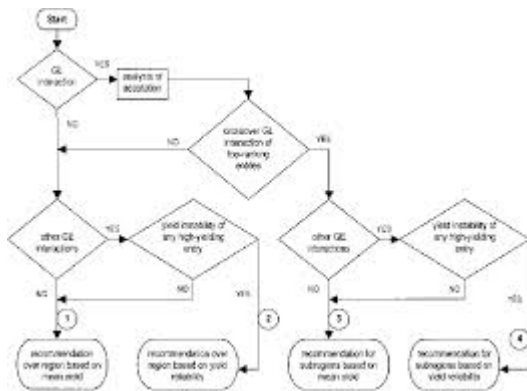 Start
GL
interaction
YES
analysis of
adaptation
NO
crossover GL
interaction of
top-ranking
entries
NO
YES
other GE
interactions
YES
yield instability of
any high-yielding
entry
other GE
interactions
YES
yield instability of
any high-yielding
entry
NO
NO
YES
NO
NO
YES
1
2
3
4
recommendation
over region based on
mean yield
recommendation over
region based on yield
reliability
recommendation for
subregions based on
mean yield
recommendation for
subregions based on
yield reliability